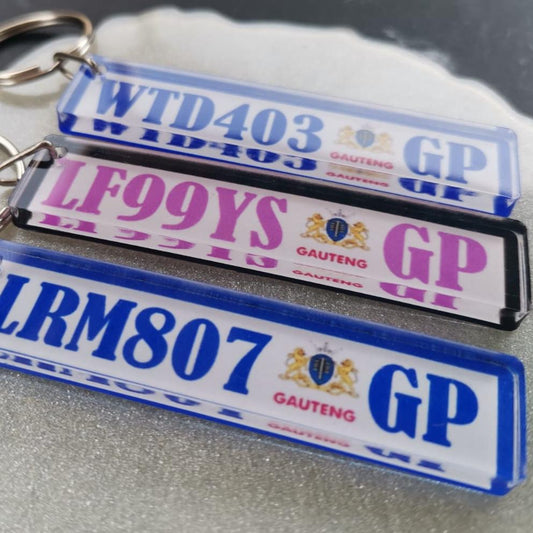 WTD403 GAUTENG GP
LF99YS GAUTENG GP
LRM807 GAUTENG GP